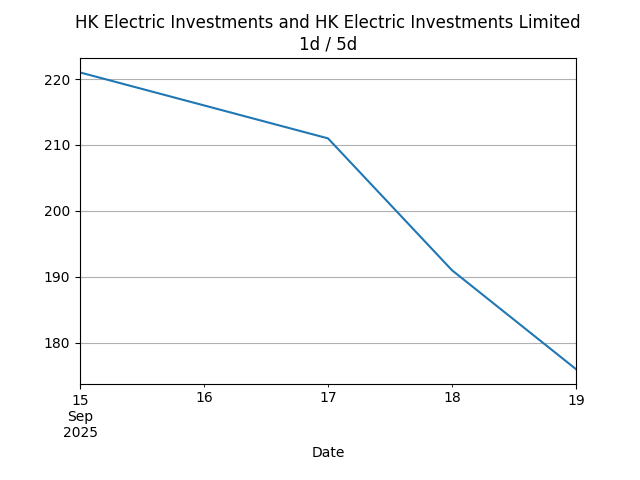 HK Electric Investments and HK Electric Investments Limited
1d / 5d
220
210
200
190
180
15 16 17 18 19
Sep
2025
Date